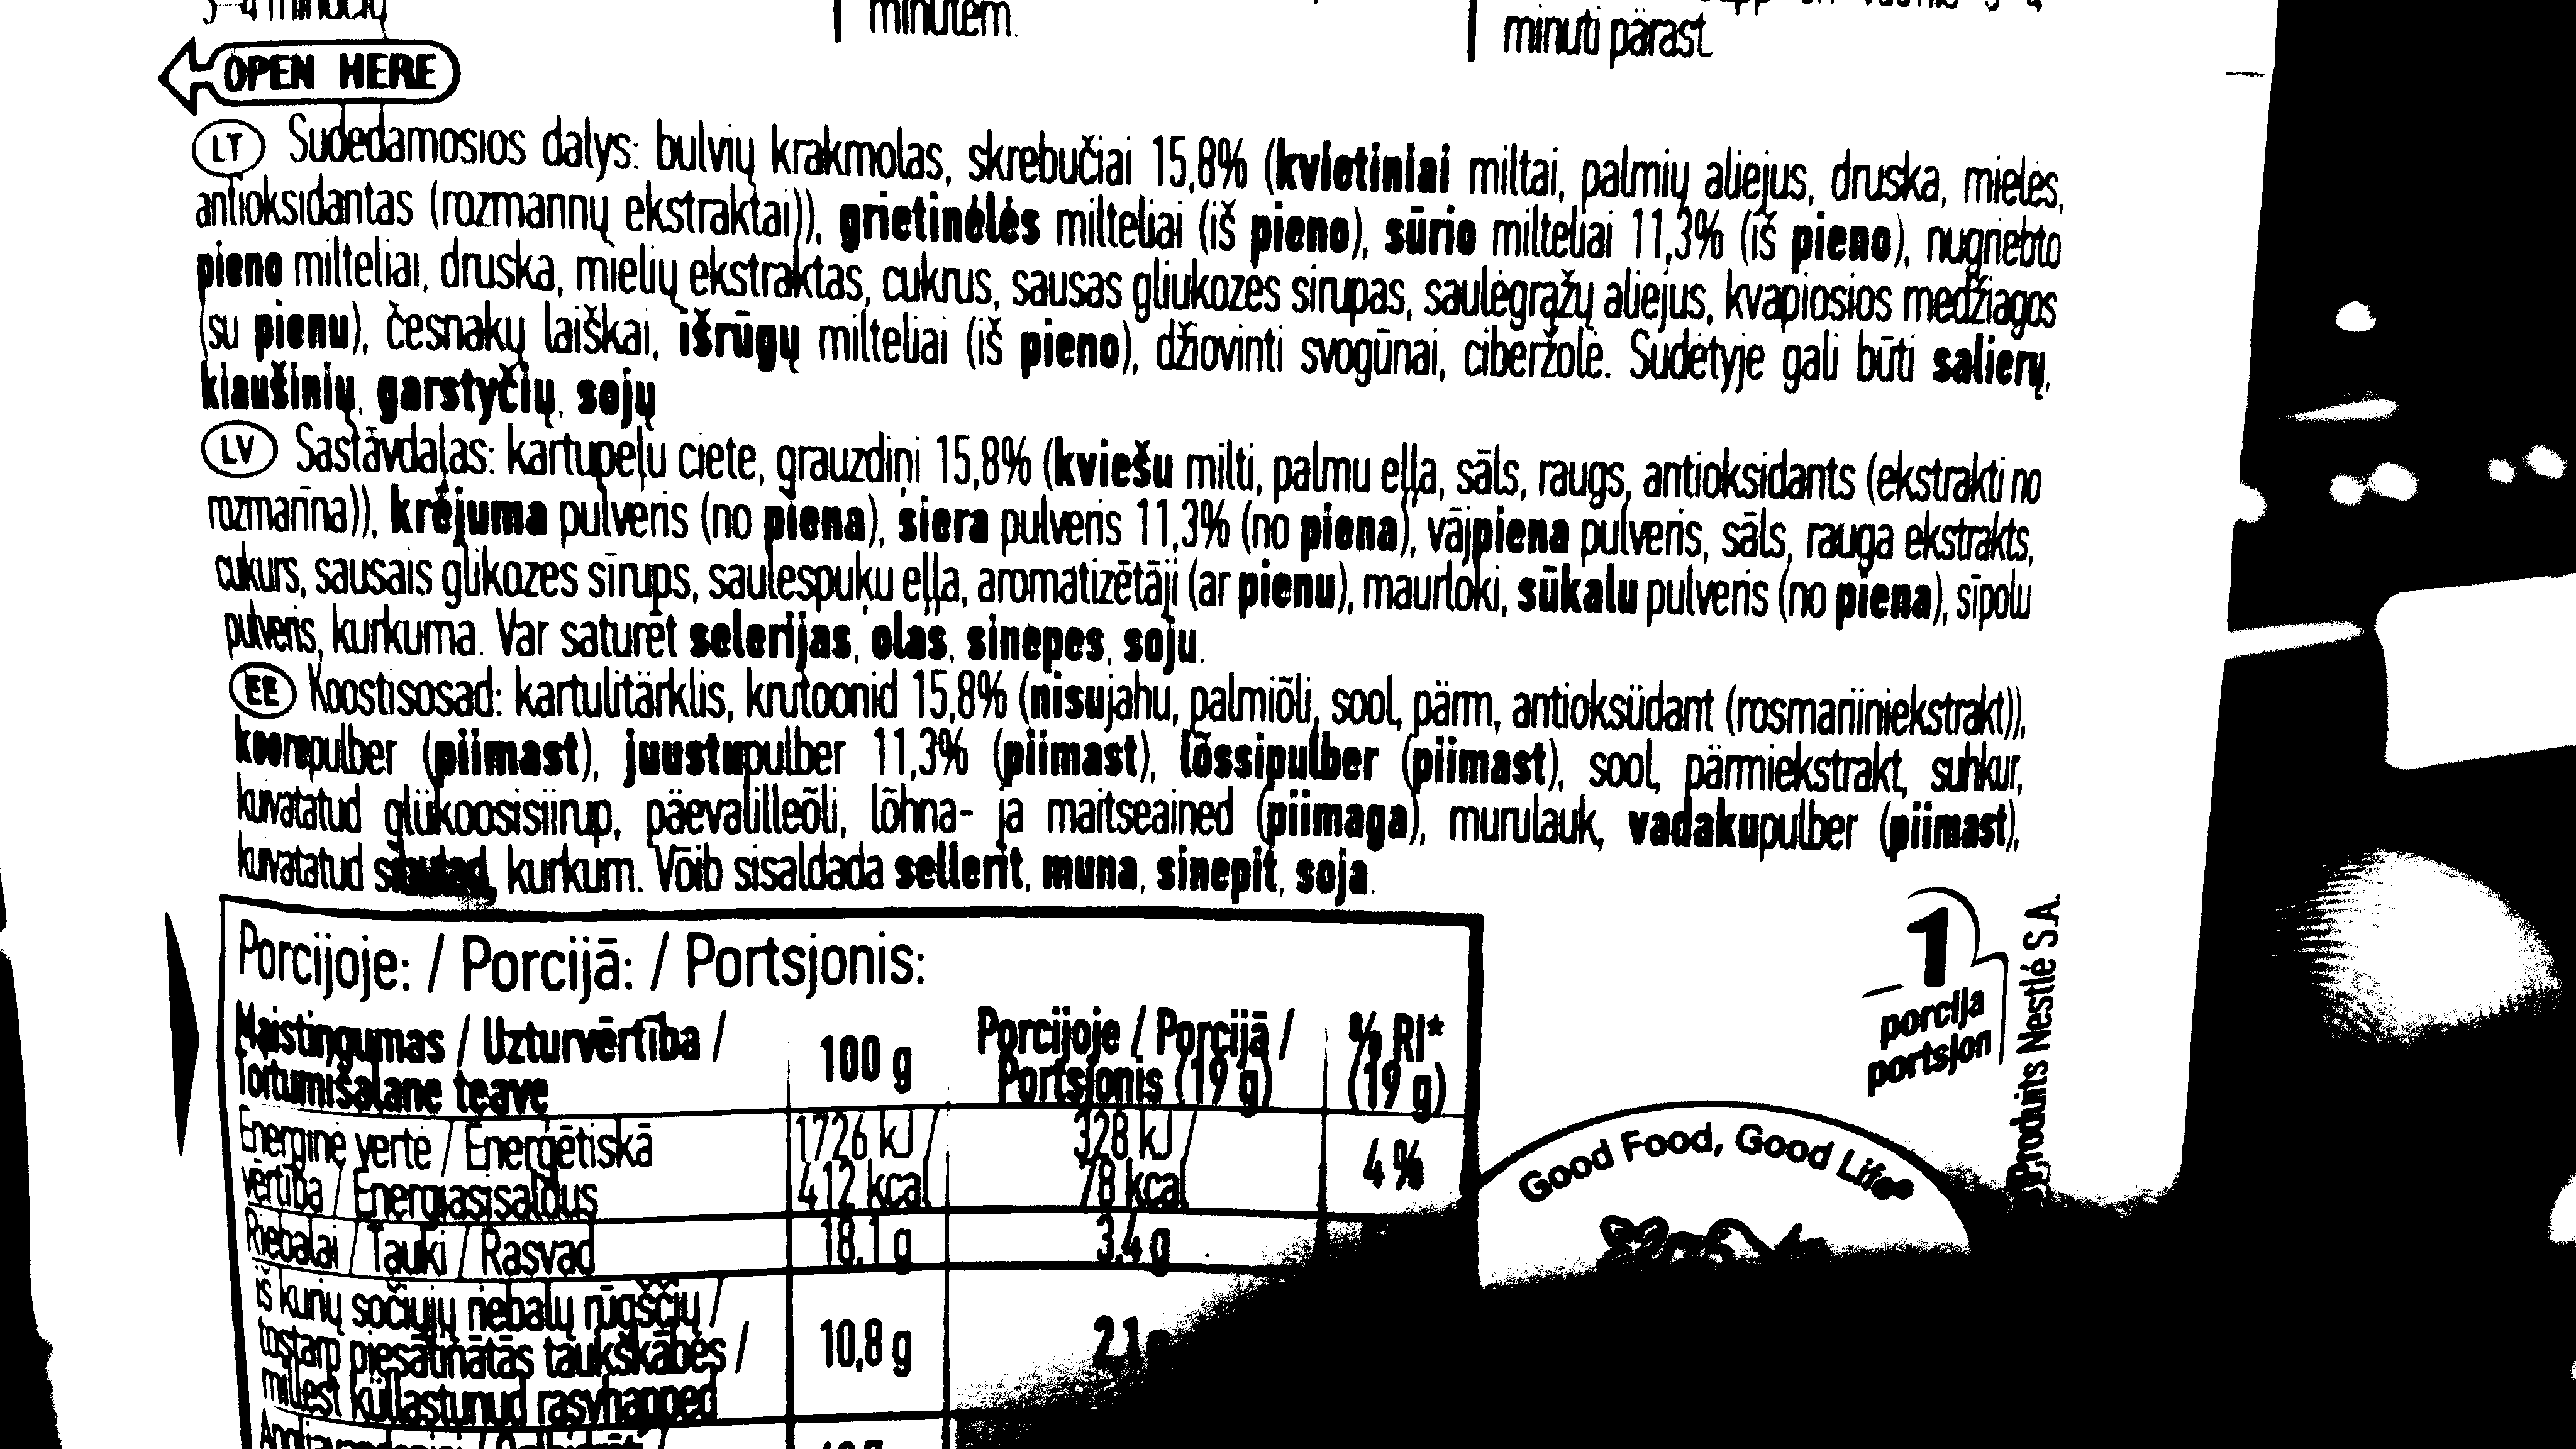 minutėm.
minuti pärast.
OPEN HERE
LT Sudedamosios dalys: bulvių krakmolas, skrebučiai 15,8% (kvietiniai miltai, palmių aliejus, druska, mielės,
antioksidantas (rozmarinų ekstraktai)), grietinėlės milteliai (iš pieno), sūrio milteliai 11,3% (iš pieno), nugriebto
pieno milteliai, druska, mielių ekstraktas, cukrus, sausas gliukozės sirupas, saulėgrąžų aliejus, kvapiosios medžiagos
(su pienu), česnakų laiškai, išrūgų milteliai (iš pieno), džiovinti svogūnai, ciberžolė. Sudėtyje gali būti salierų,
kiaušinių, garstyčių, sojų
LV Sastāvdaļas: kartupeļu ciete, grauzdiņi 15,8% (kviešu milti, palmu eļļa, sāls, raugs, antioksidants (ekstrakti no
rozmarīna)), krējuma pulveris (no piena), siera pulveris 11,3% (no piena), vājpiena pulveris, sāls, rauga ekstrakts,
cukurs, sausais glikozes sīrups, saulespuķu eļļa, aromatizētāji (ar pienu), maurloki, sūkalu pulveris (no piena), sīpolu
pulveris, kurkuma. Var saturēt selerijas, olas, sinepes, soju.
EE Koostisosad: kartulitärklis, krutoonid 15,8% (nisujahu, palmiõli, sool, pärm, antioksüdant (rosmariiniekstrakt)),
koorepulber (piimast), juustupulber 11,3% (piimast), lõssipulber (piimast), sool, pärmiekstrakt, suhkur,
kuivatatud glükoosisiirup, päevalilleõli, lõhna- ja maitseained (piimaga), murulauk, vadakupulber (piimast),
kuivatatud sibulad, kurkum. Võib sisaldada sellerit, muna, sinepit, soja.
Porcijoje: / Porcijā: / Portsjonis:
Maistingumas / Uzturvērtība / Toitumisalane teave
100 g
Porcijoje / Porcijā / Portsjonis (19 g)
% RI* (19 g)
Energinė vertė / Enerģētiskā vērtība / Energiasisaldus
1726 kJ / 412 kcal
328 kJ / 78 kcal
4 %
Riebalai / Tauki / Rasvad
18,1 g
3,4 g
iš kurių sočiųjų riebalų rūgščių /
tostarp piesātinātās taukskābes /
millest küllastunud rasvhapped
10,8 g
2,1 g
1
porcija
portsjon
Produits Nestlé S.A.
Good Food, Good Life